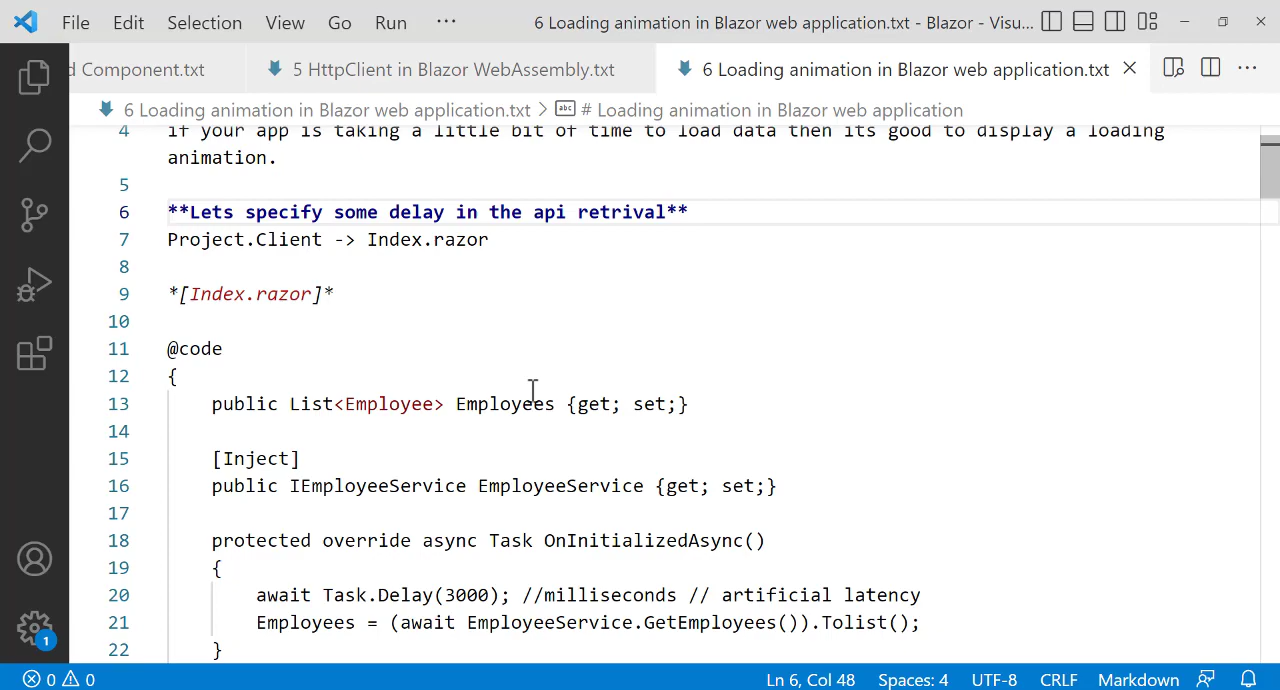 File Edit Selection View Go Run ··· 6 Loading animation in Blazor web application.txt - Blazor - Visu...
d Component.txt 5 HttpClient in Blazor WebAssembly.txt 6 Loading animation in Blazor web application.txt
6 Loading animation in Blazor web application.txt > abc # Loading animation in Blazor web application
4 if your app is taking a little bit of time to load data then its good to display a loading
animation.
5
6 **Lets specify some delay in the api retrival**
7 Project.Client -> Index.razor
8
9 *[Index.razor]*
10
11 @code
12 {
13 public List<Employee> Employees {get; set;}
14
15 [Inject]
16 public IEmployeeService EmployeeService {get; set;}
17
18 protected override async Task OnInitializedAsync()
19 {
20 await Task.Delay(3000); //milliseconds // artificial latency
21 Employees = (await EmployeeService.GetEmployees()).Tolist();
22 }
1
0 0 Ln 6, Col 48 Spaces: 4 UTF-8 CRLF Markdown